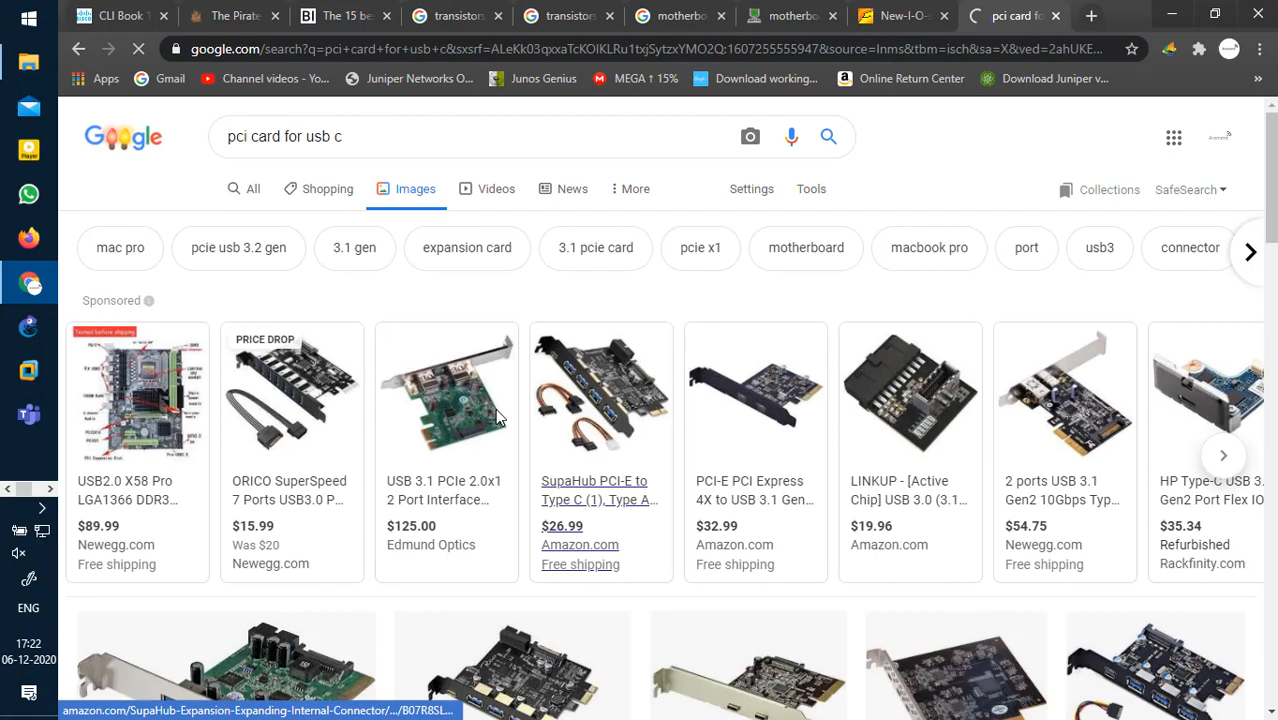 CLI Book 1
The Pirate
The 15 be
transistors
transistors
motherbo
motherbo
New-I-O-s
pci card for
google.com/search?q=pci+card+for+usb+c&sxsrf=ALeKk03qxxaTcKOIKLRu1txjSytzxYMO2Q:1607255555947&source=lnms&tbm=isch&sa=X&ved=2ahUKE...
Apps
Gmail
Channel videos - Yo...
Juniper Networks O...
Junos Genius
MEGA ↑ 15%
Download working...
Online Return Center
Download Juniper v...
»
Google
pci card for usb c
All
Shopping
Images
Videos
News
More
Settings
Tools
Collections
SafeSearch
mac pro
pcie usb 3.2 gen
3.1 gen
expansion card
3.1 pcie card
pcie x1
motherboard
macbook pro
port
usb3
connector
Sponsored
Tested before shipping
PRICE DROP
USB2.0 X58 Pro
LGA1366 DDR3...
$89.99
Newegg.com
Free shipping
ORICO SuperSpeed
7 Ports USB3.0 P...
$15.99
Was $20
Newegg.com
USB 3.1 PCIe 2.0x1
2 Port Interface...
$125.00
Edmund Optics
SupaHub PCI-E to
Type C (1), Type A...
$26.99
Amazon.com
Free shipping
PCI-E PCI Express
4X to USB 3.1 Gen...
$32.99
Amazon.com
Free shipping
LINKUP - [Active
Chip] USB 3.0 (3.1...
$19.96
Amazon.com
2 ports USB 3.1
Gen2 10Gbps Typ...
$54.75
Newegg.com
Free shipping
HP Type-C USB 3.
Gen2 Port Flex IO
$35.34
Refurbished
Rackfinity.com
Player
ENG
17:22
06-12-2020
amazon.com/SupaHub-Expansion-Expanding-Internal-Connector/.../B07R8SL...